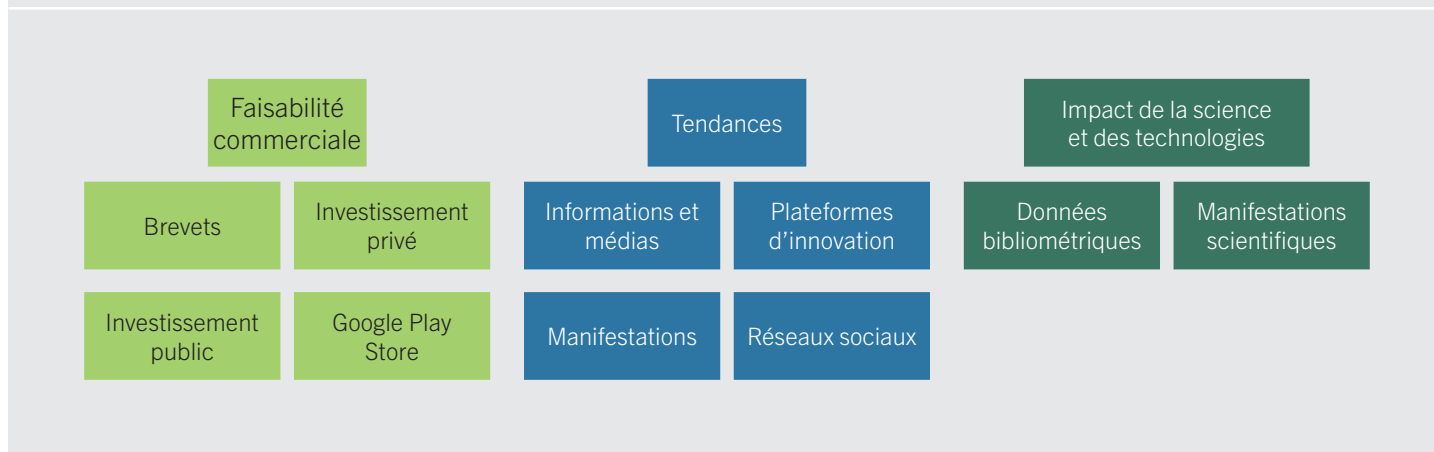 Faisabilité
commerciale
Brevets
Investissement
privé
Investissement
public
Google Play
Store
Tendances
Informations et
médias
Plateformes
d'innovation
Manifestations
Réseaux sociaux
Impact de la science
et des technologies
Données
bibliométriques
Manifestations
scientifiques